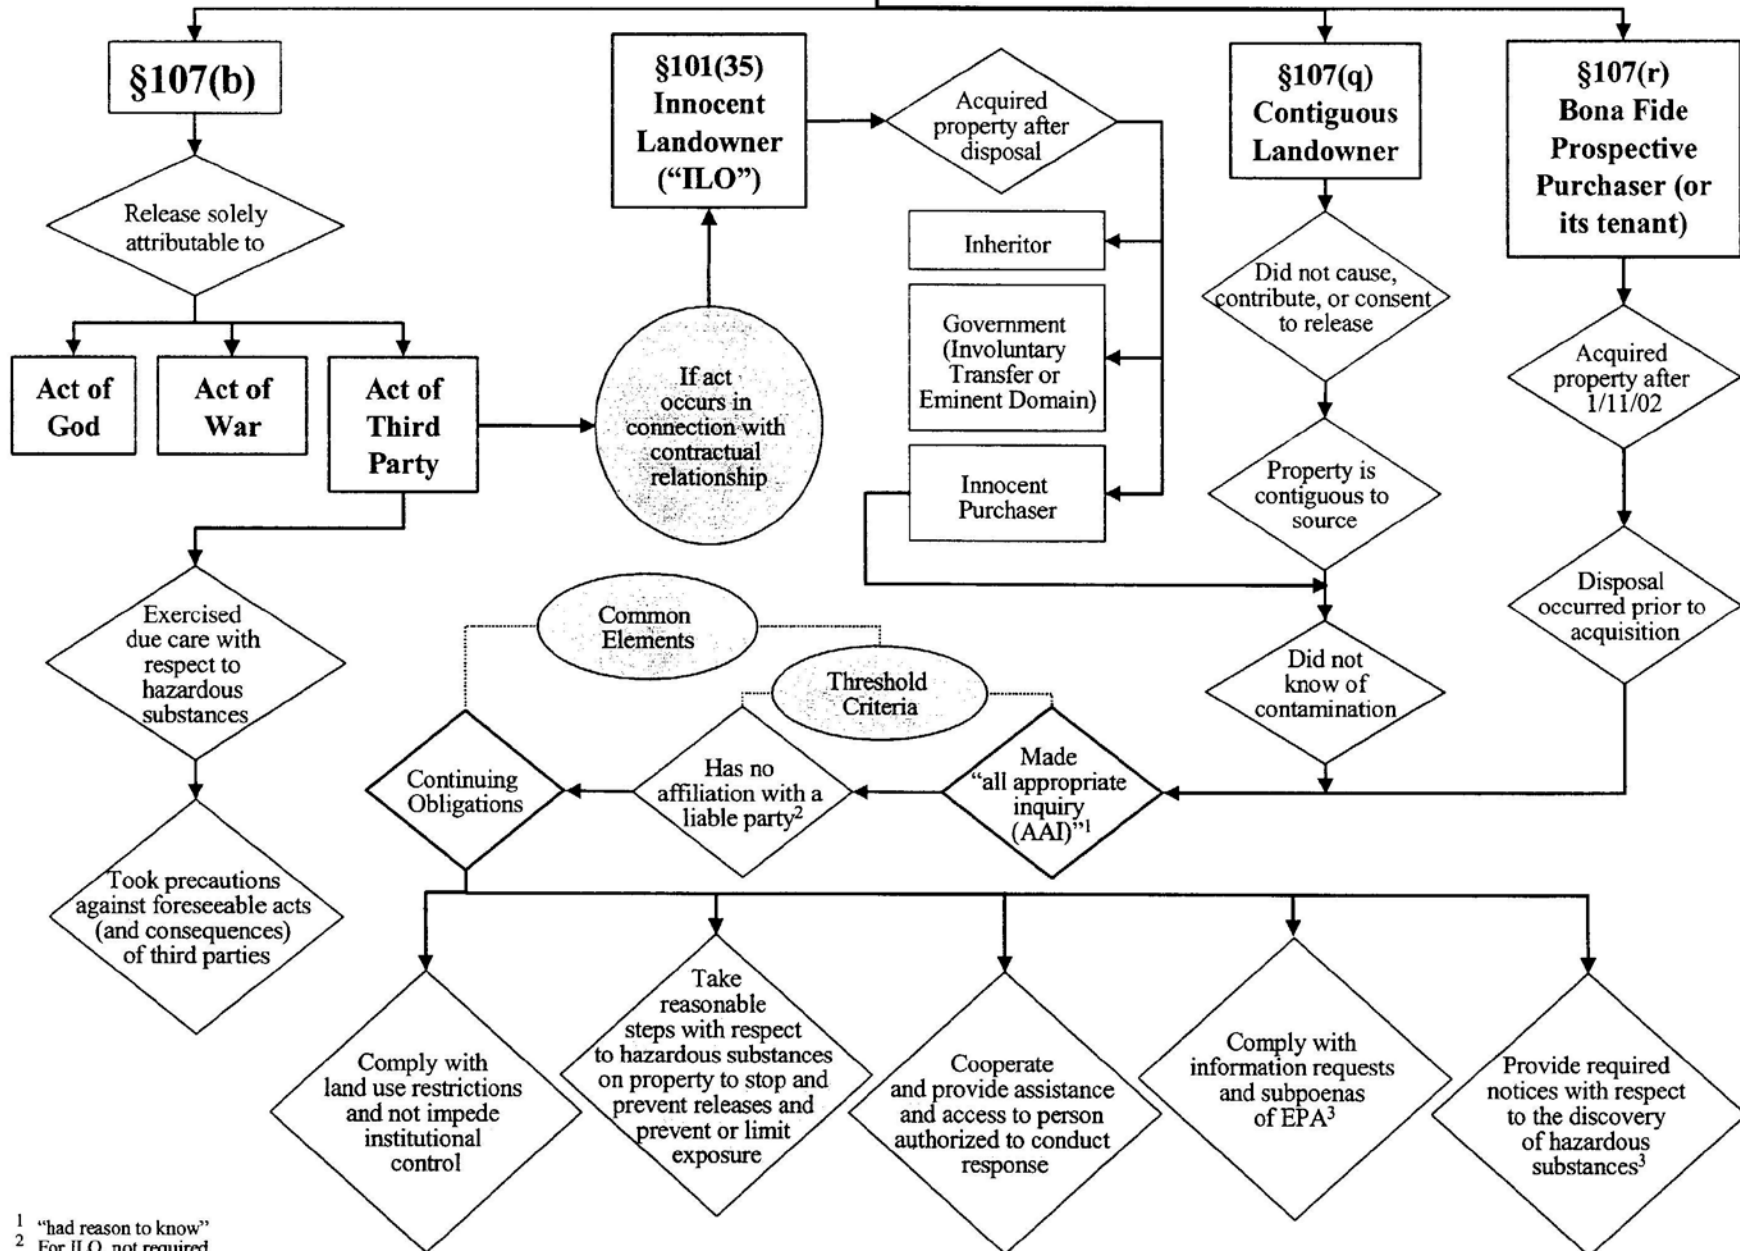 §107(b)
Release solely
attributable to
Act of
God
Act of
War
Act of
Third
Party
Exercised
due care with
respect to
hazardous
substances
Took precautions
against foreseeable acts
(and consequences)
of third parties
If act
occurs in
connection with
contractual
relationship
§101(35)
Innocent
Landowner
(“ILO”)
Acquired
property after
disposal
Inheritor
Government
(Involuntary
Transfer or
Eminent Domain)
Innocent
Purchaser
§107(q)
Contiguous
Landowner
Did not cause,
contribute, or consent
to release
Property is
contiguous to
source
Did not
know of
contamination
§107(r)
Bona Fide
Prospective
Purchaser (or
its tenant)
Acquired
property after
1/11/02
Disposal
occurred prior to
acquisition
Common
Elements
Threshold
Criteria
Made
“all appropriate
inquiry
(AAI)”1
Has no
affiliation with a
liable party2
Continuing
Obligations
Comply with
land use restrictions
and not impede
institutional
control
Take
reasonable
steps with respect
to hazardous substances
on property to stop and
prevent releases and
prevent or limit
exposure
Cooperate
and provide assistance
and access to person
authorized to conduct
response
Comply with
information requests
and subpoenas
of EPA3
Provide required
notices with respect
to the discovery
of hazardous
substances3
1 “had reason to know”
2 For ILO, not required